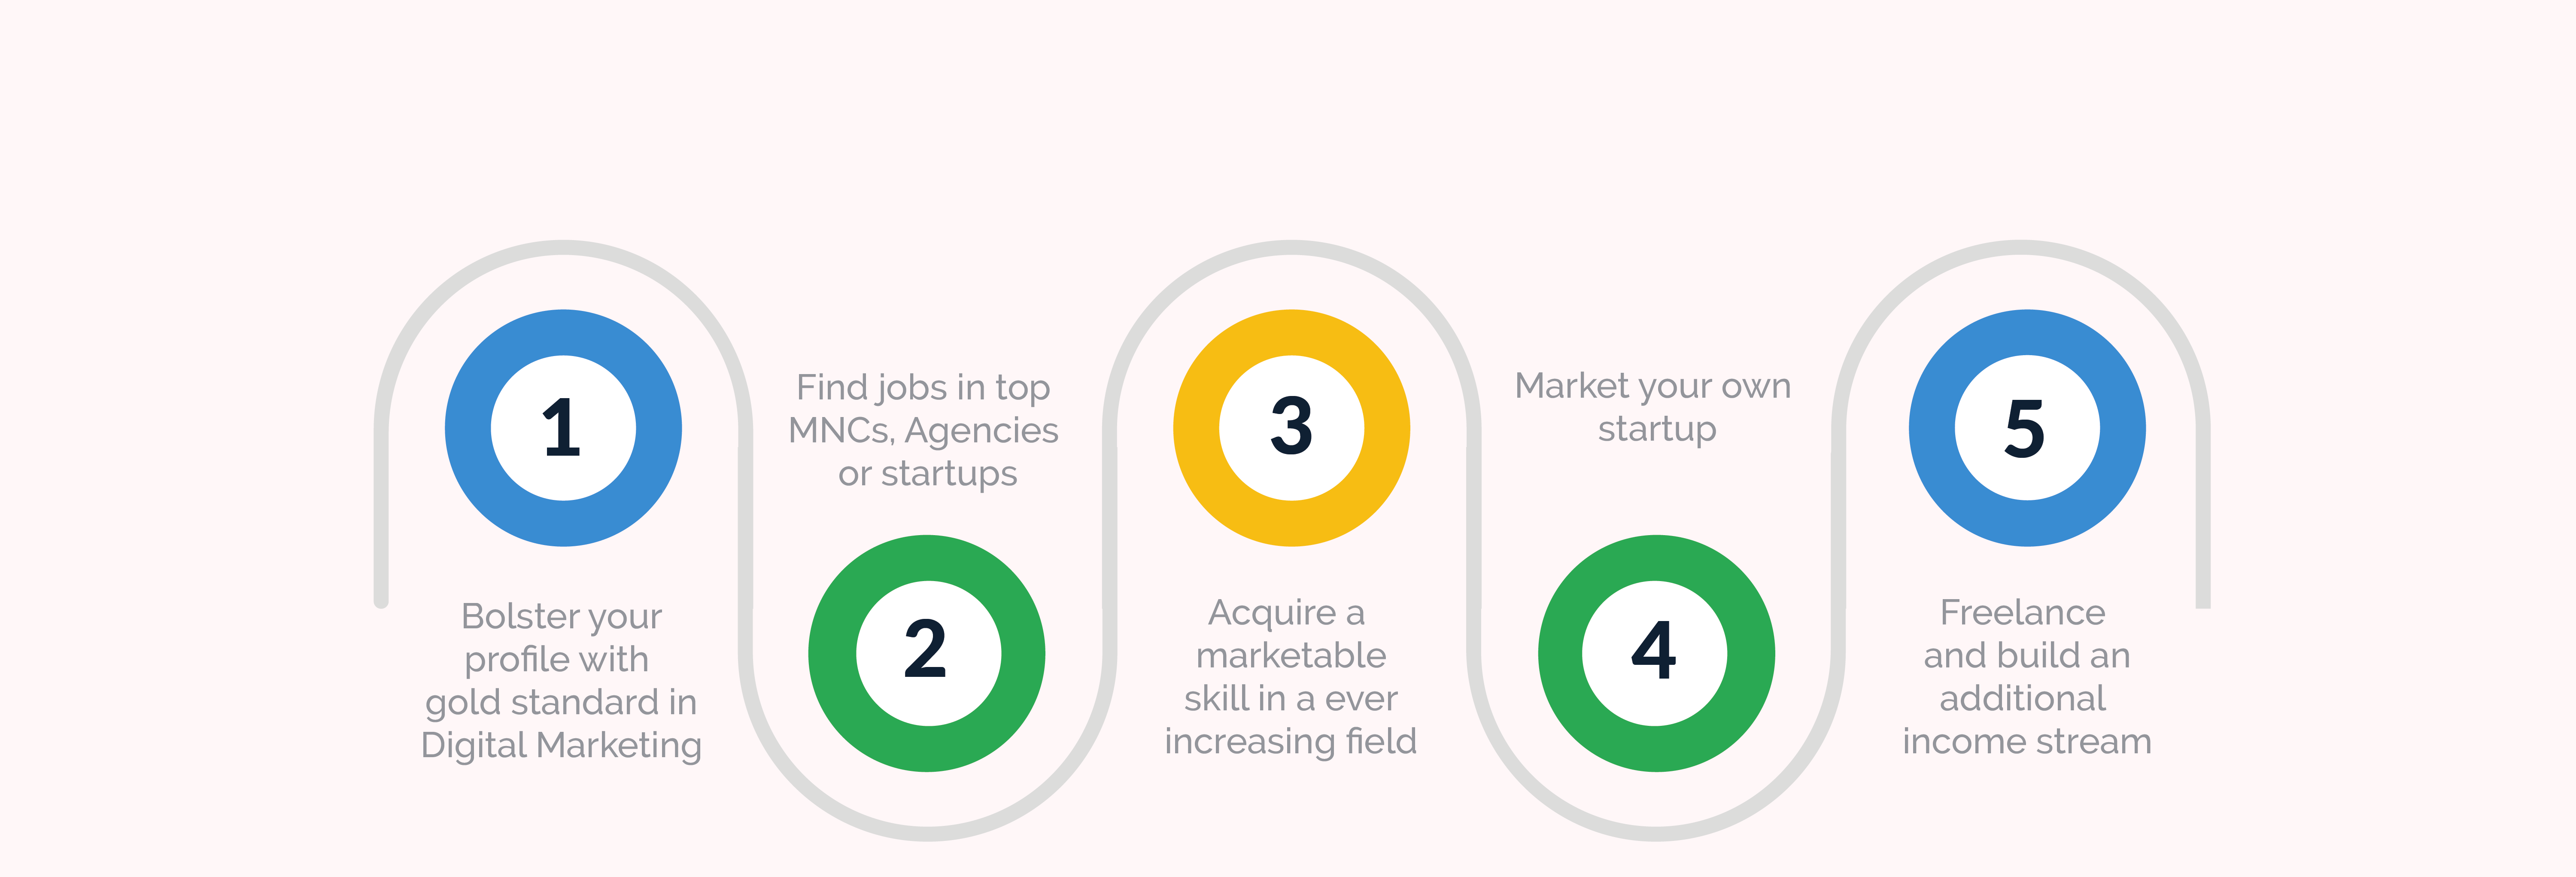 1
Bolster your
profile with
gold standard in
Digital Marketing
Find jobs in top
MNCs, Agencies
or startups
2
3
Acquire a
marketable
skill in a ever
increasing field
Market your own
startup
4
5
Freelance
and build an
additional
income stream